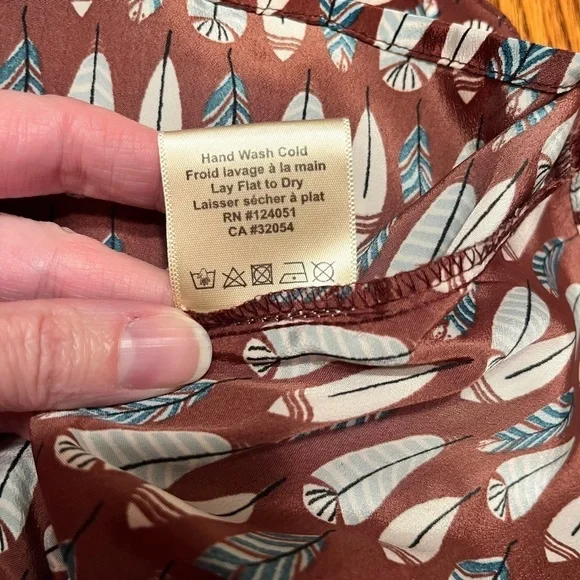 Hand Wash Cold
Froid lavage à la main
Lay Flat to Dry
Laisser sécher à plat
RN #124051
CA #32054